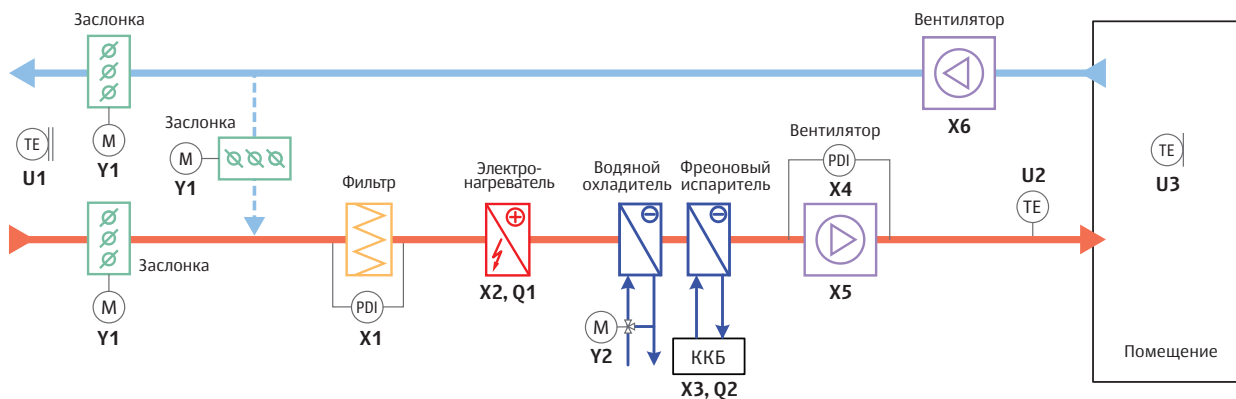 Заслонка
Вентилятор
M
Y1
TE
U1
Заслонка
M
Y1
X6
TE
U3
Фильтр
Электро-
нагреватель
Водяной
охладитель
Фреоновый
испаритель
Вентилятор
PDI
X4
U2
TE
Заслонка
M
Y1
PDI
X1
X2, Q1
M
Y2
ККБ
X3, Q2
X5
Помещение